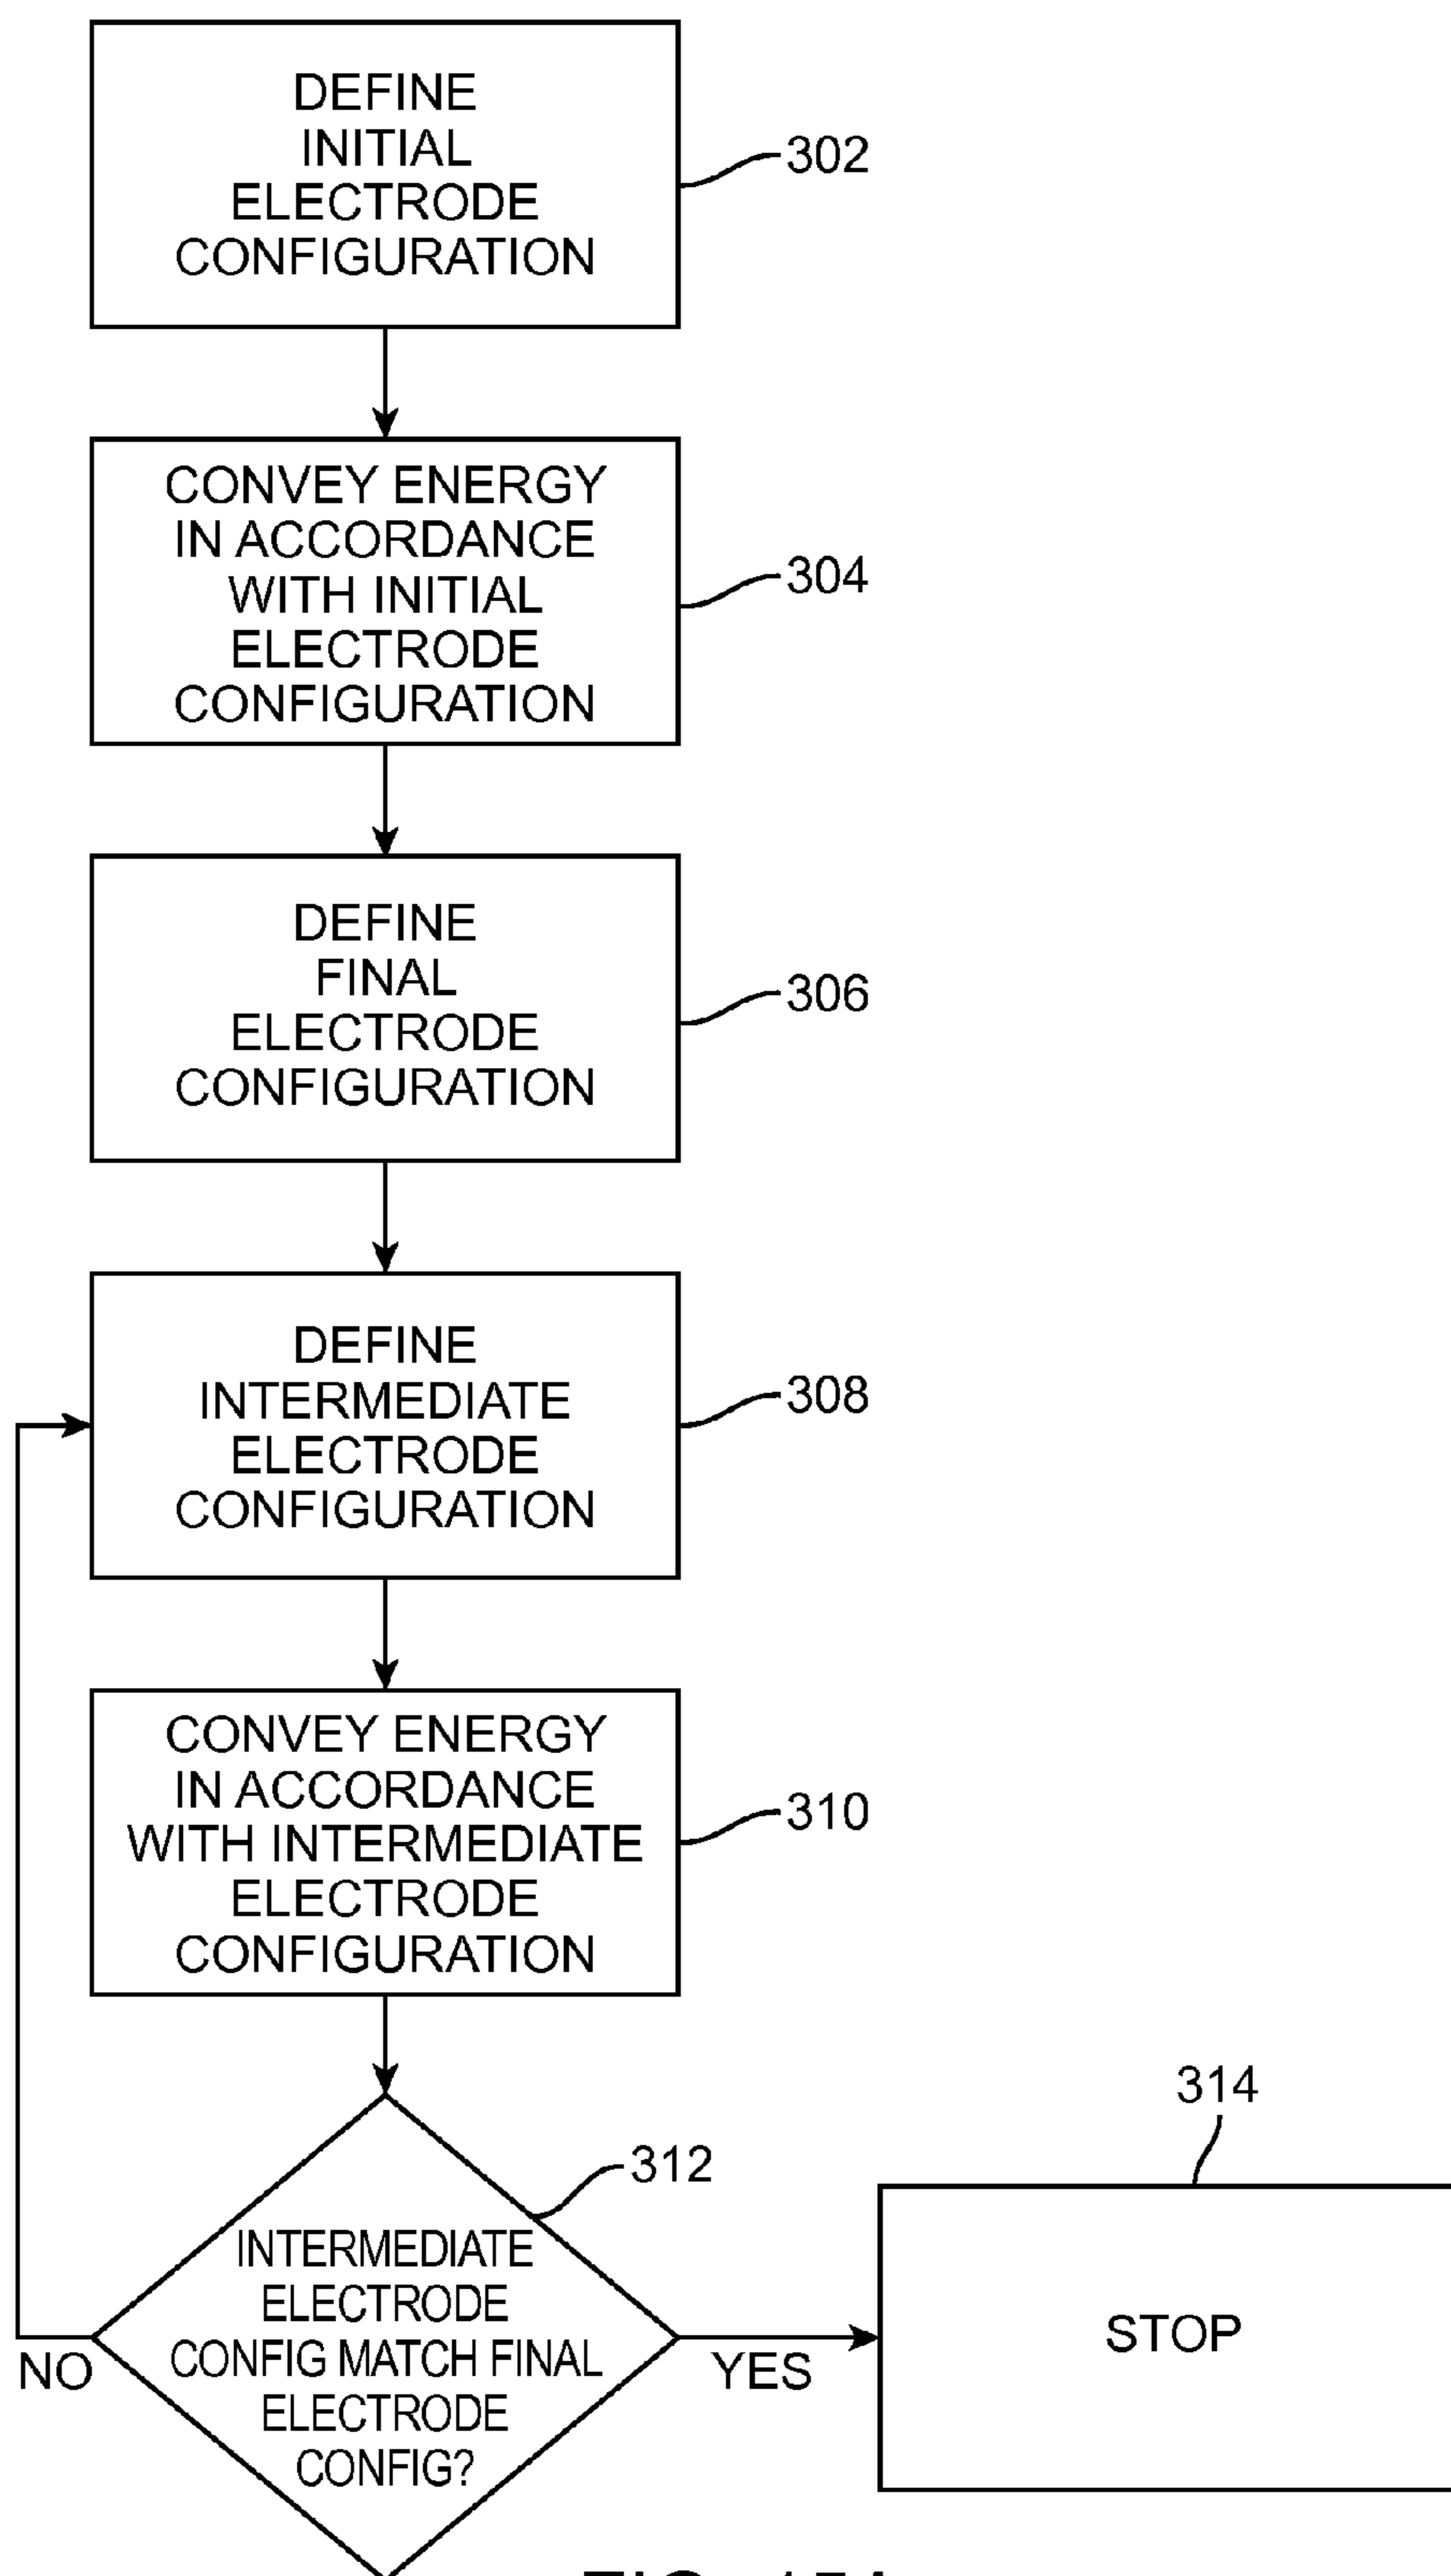 DEFINE
INITIAL
ELECTRODE
CONFIGURATION
302
CONVEY ENERGY
IN ACCORDANCE
WITH INITIAL
ELECTRODE
CONFIGURATION
304
DEFINE
FINAL
ELECTRODE
CONFIGURATION
306
DEFINE
INTERMEDIATE
ELECTRODE
CONFIGURATION
308
CONVEY ENERGY
IN ACCORDANCE
WITH INTERMEDIATE
ELECTRODE
CONFIGURATION
310
312
INTERMEDIATE
ELECTRODE
CONFIG MATCH FINAL
ELECTRODE
CONFIG?
NO
YES
314
STOP